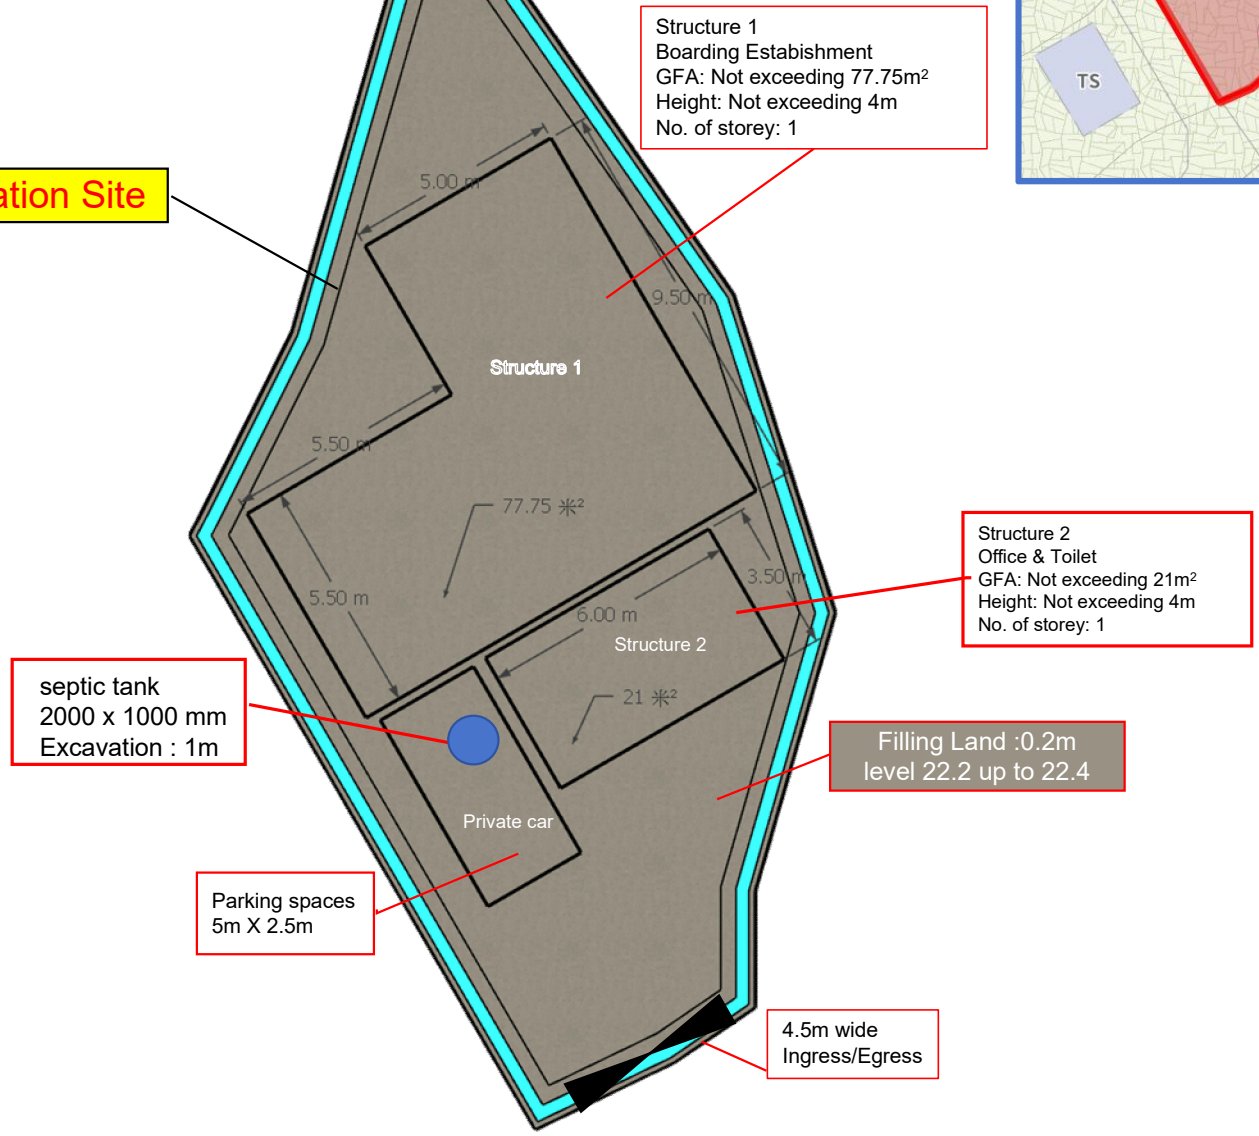 Structure 1
Boarding Estabishment
GFA: Not exceeding 77.75m²
Height: Not exceeding 4m
No. of storey: 1
TS
ation Site
5.00 m
9.50 m
Structure 1
5.50 m
77.75 米²
5.50 m
3.50 m
6.00 m
Structure 2
21 米²
Structure 2
Office & Toilet
GFA: Not exceeding 21m²
Height: Not exceeding 4m
No. of storey: 1
septic tank
2000 x 1000 mm
Excavation : 1m
Filling Land :0.2m
level 22.2 up to 22.4
Private car
Parking spaces
5m X 2.5m
4.5m wide
Ingress/Egress